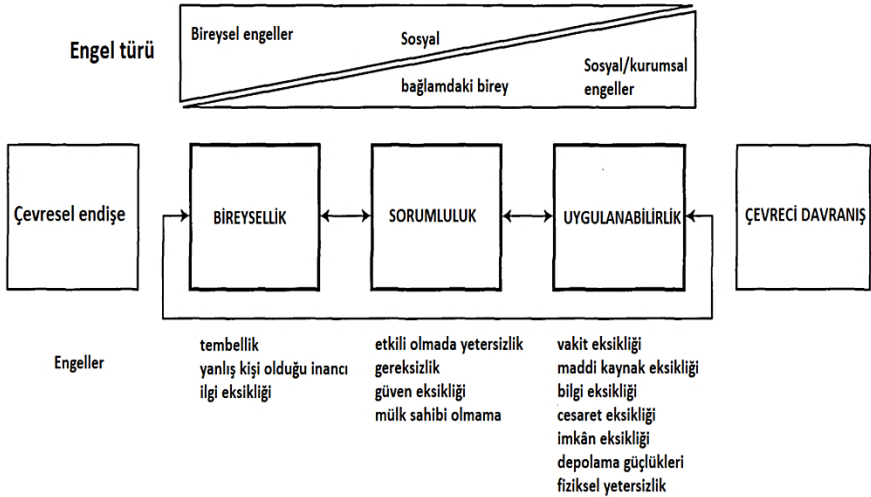 Engel türü
Bireysel engeller
Sosyal
bağlamdaki birey
Sosyal/kurumsal
engeller
Çevresel endişe
BİREYSELLİK
SORUMLULUK
UYGULANABİLİRLİK
ÇEVRECİ DAVRANIŞ
Engeller
tembellik
yanlış kişi olduğu inancı
ilgi eksikliği
etkili olmada yetersizlik
gereksizlik
güven eksikliği
mülk sahibi olmama
vakit eksikliği
maddi kaynak eksikliği
bilgi eksikliği
cesaret eksikliği
imkân eksikliği
depolama güçlükleri
fiziksel yetersizlik